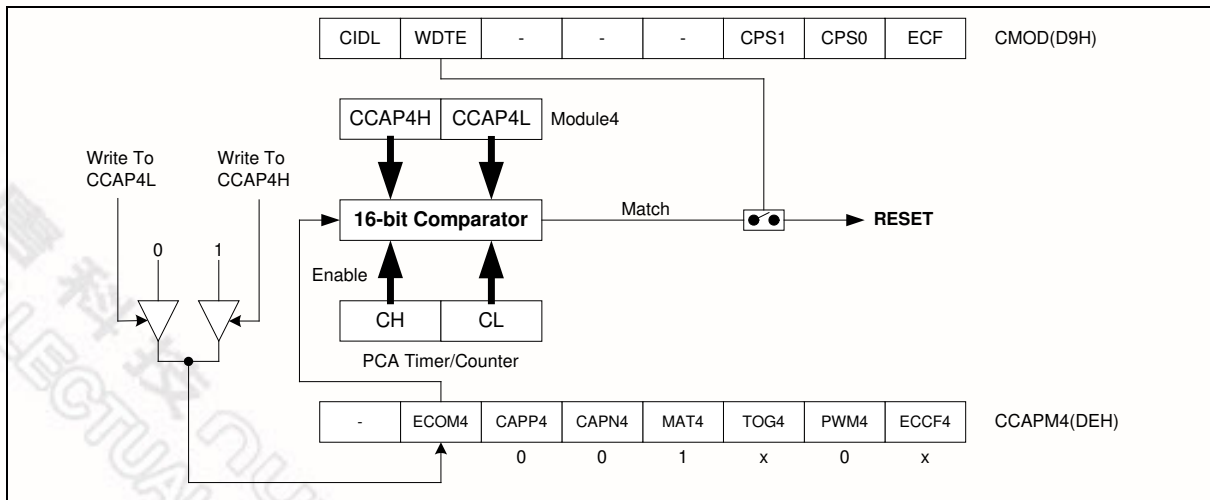 CIDL WDTE - - - CPS1 CPS0 ECF CMOD(D9H)
CCAP4H CCAP4L Module4
Write To
CCAP4L
Write To
CCAP4H
16-bit Comparator
Match
RESET
0 1
Enable
CH CL
PCA Timer/Counter
- ECOM4 CAPP4 CAPN4 MAT4 TOG4 PWM4 ECCF4 CCAPM4(DEH)
0 0 1 x 0 x
科 技